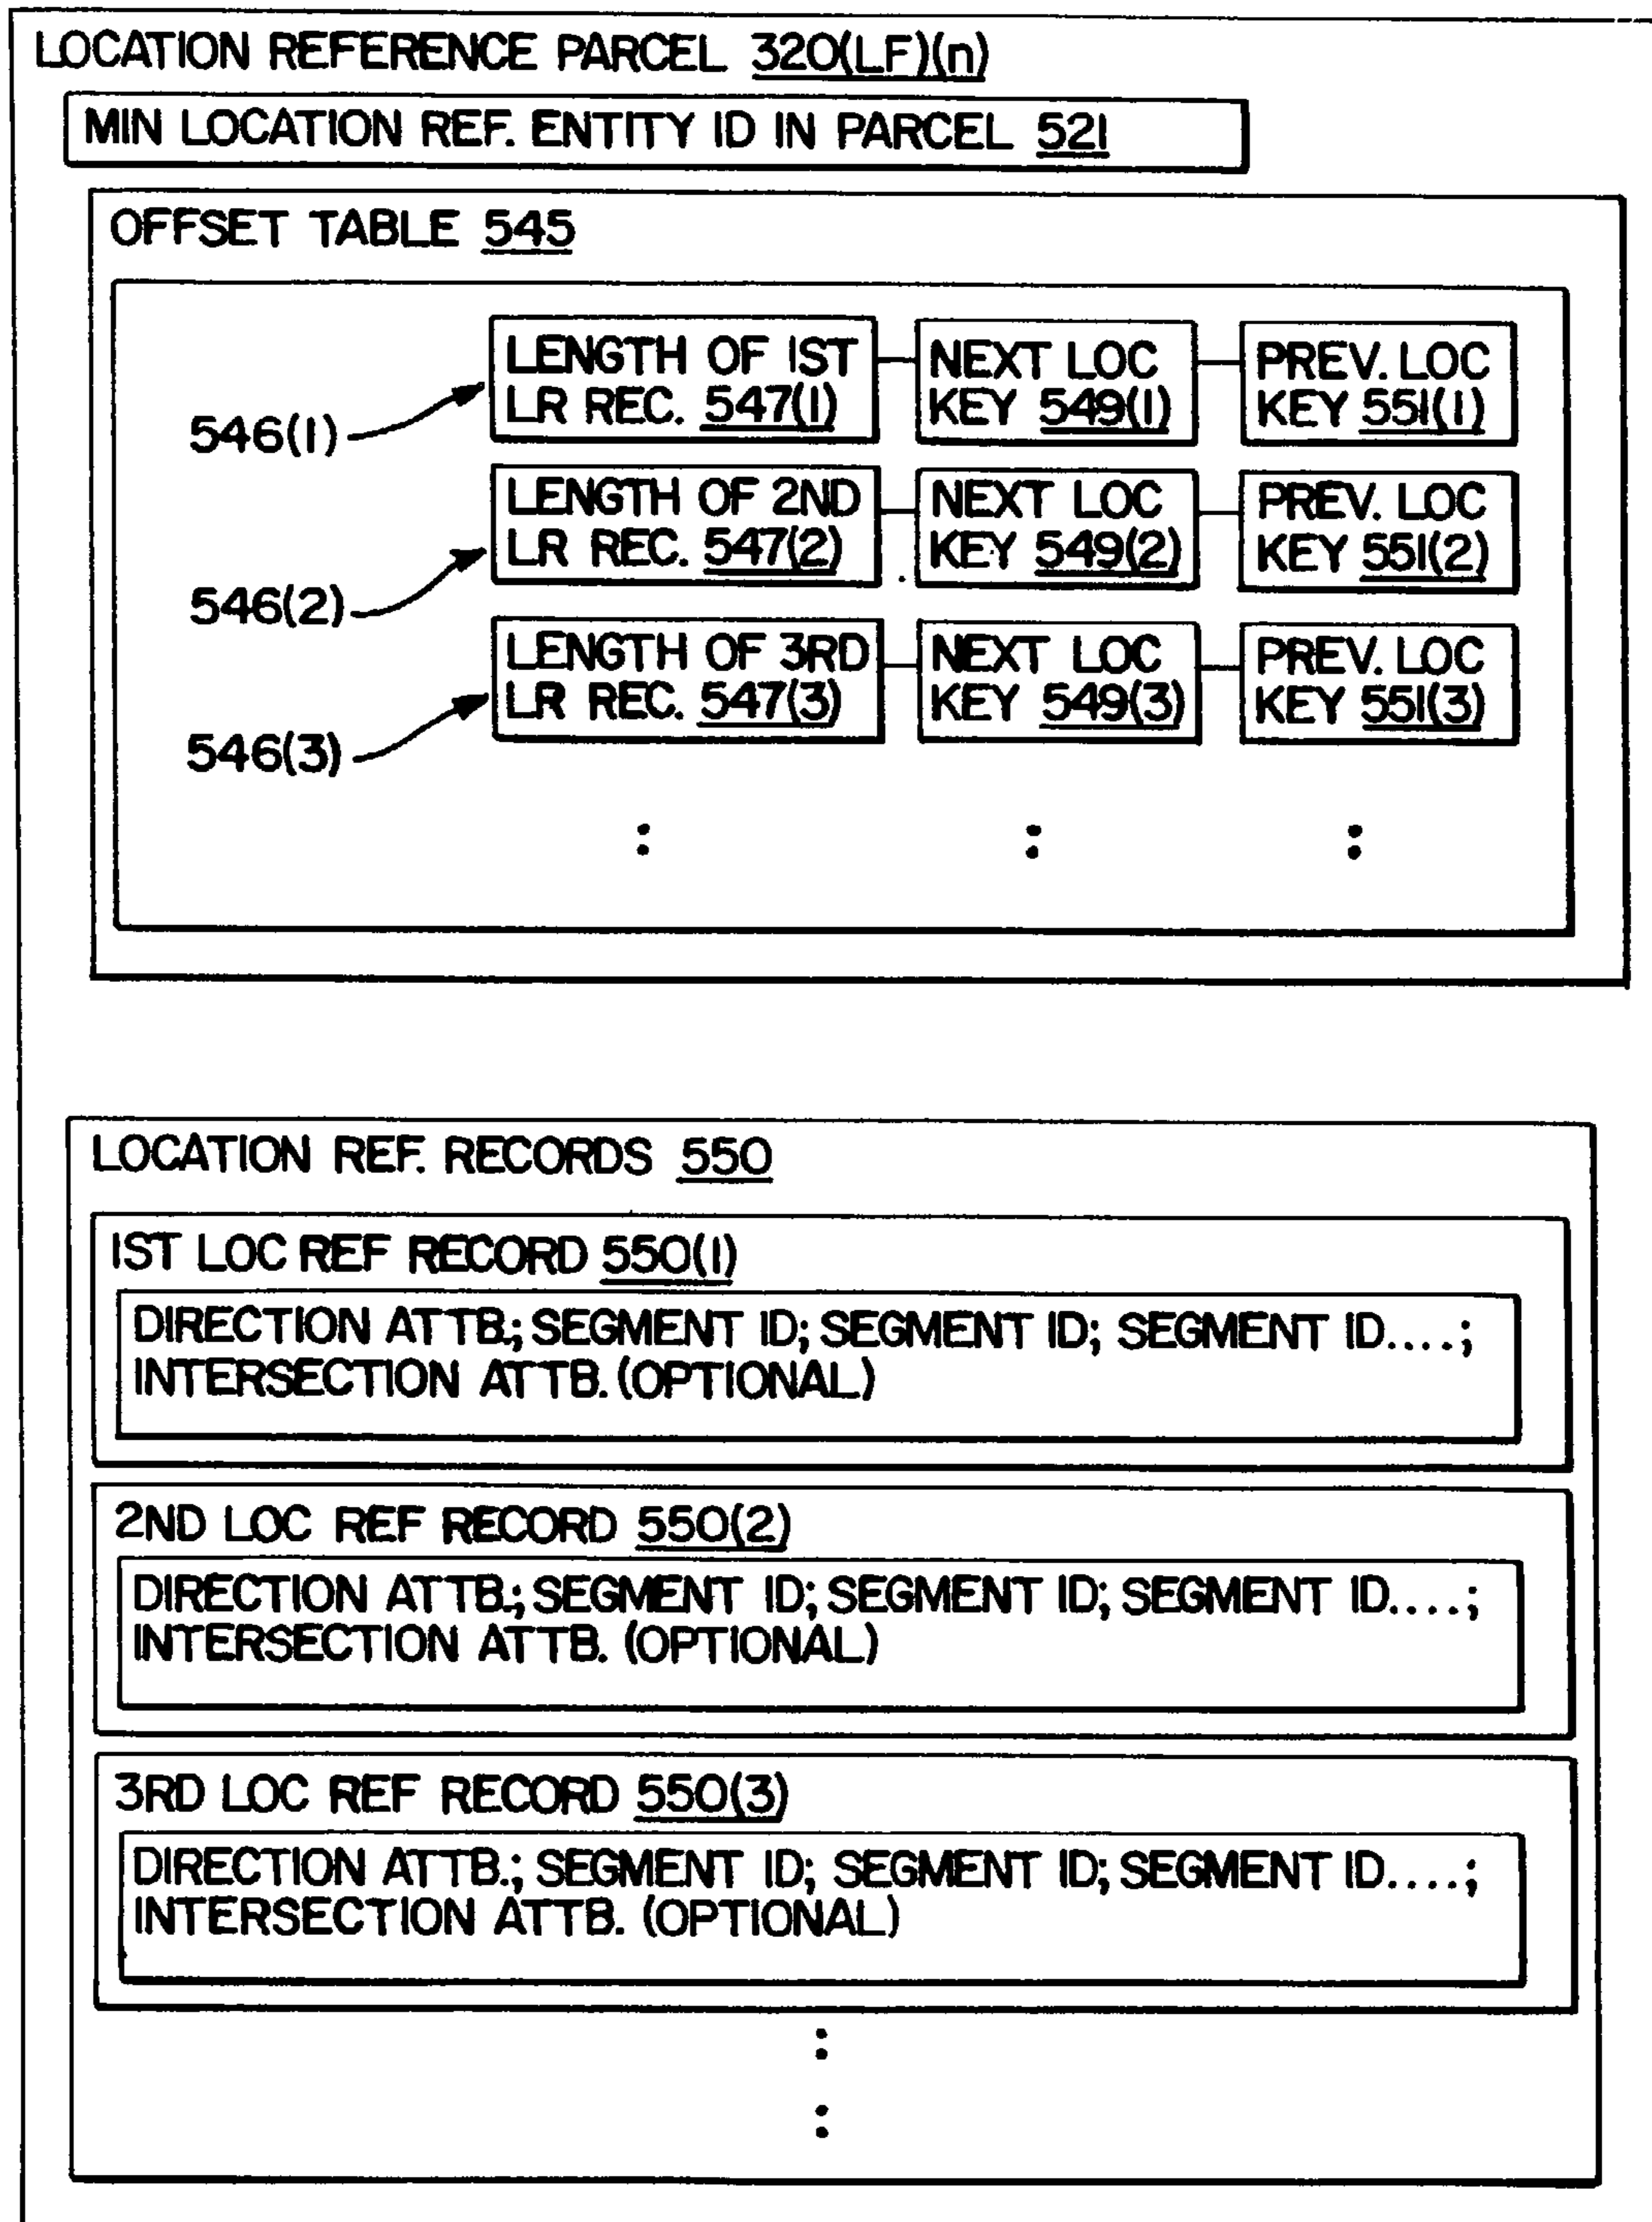 LOCATION REFERENCE PARCEL 320(LF)(n)
MIN LOCATION REF. ENTITY ID IN PARCEL 521
OFFSET TABLE 545
546(1)
LENGTH OF 1ST
LR REC. 547(1)
NEXT LOC
KEY 549(1)
PREV. LOC
KEY 551(1)
546(2)
LENGTH OF 2ND
LR REC. 547(2)
NEXT LOC
KEY 549(2)
PREV. LOC
KEY 551(2)
546(3)
LENGTH OF 3RD
LR REC. 547(3)
NEXT LOC
KEY 549(3)
PREV. LOC
KEY 551(3)
LOCATION REF. RECORDS 550
1ST LOC REF RECORD 550(1)
DIRECTION ATTB.; SEGMENT ID; SEGMENT ID; SEGMENT ID....;
INTERSECTION ATTB. (OPTIONAL)
2ND LOC REF RECORD 550(2)
DIRECTION ATTB.; SEGMENT ID; SEGMENT ID; SEGMENT ID....;
INTERSECTION ATTB. (OPTIONAL)
3RD LOC REF RECORD 550(3)
DIRECTION ATTB.; SEGMENT ID; SEGMENT ID; SEGMENT ID....;
INTERSECTION ATTB. (OPTIONAL)